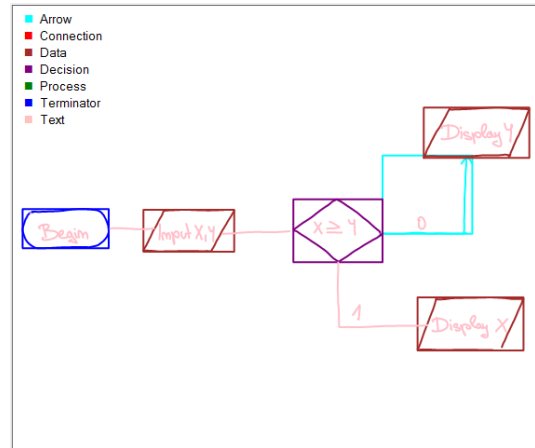 Arrow
Connection
Data
Decision
Process
Terminator
Text
Display Y
Begin
Input X, Y
X ≥ Y
0
1
Display X